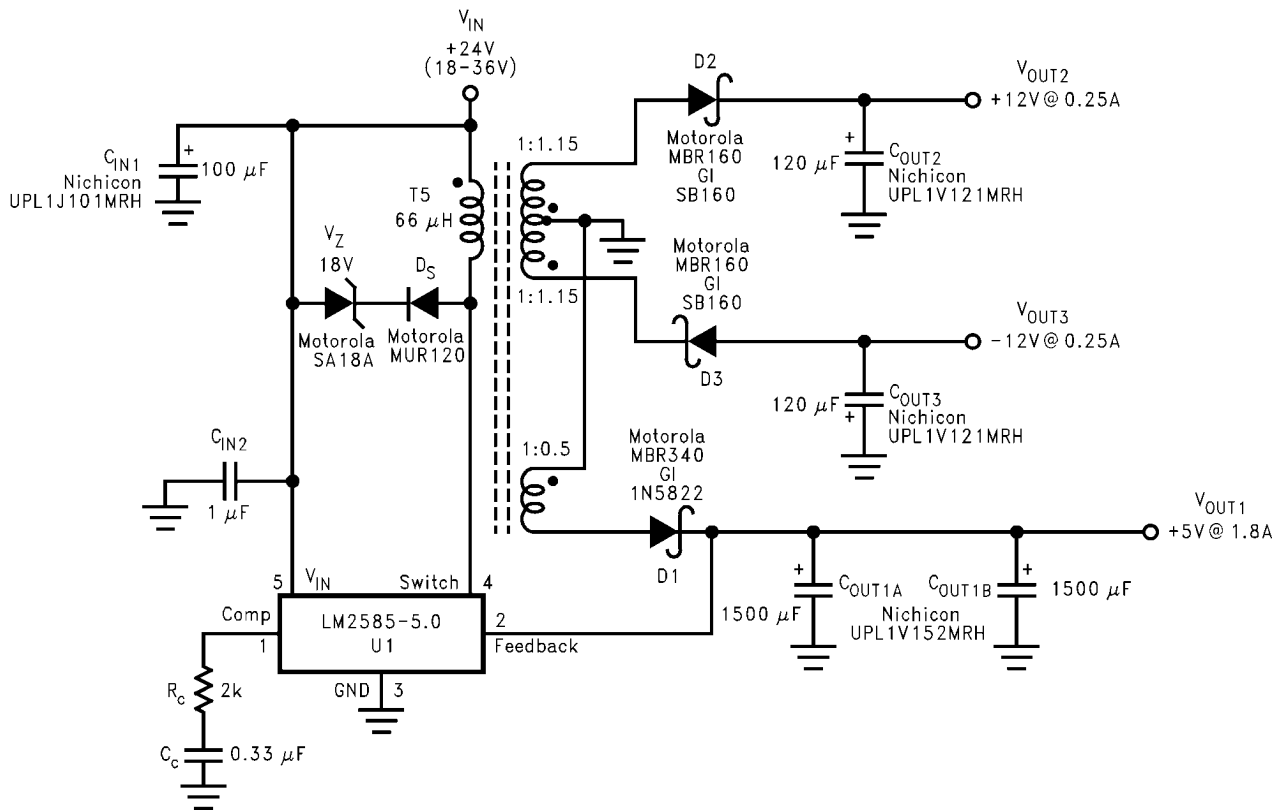 V_IN
+24V
(18-36V)
C_IN1
Nichicon
UPL1J101MRH
+
100 μF
T5
66 μH
1:1.15
1:1.15
D2
Motorola
MBR160
GI
SB160
V_OUT2
+12V @ 0.25A
+
120 μF
C_OUT2
Nichicon
UPL1V121MRH
V_Z
18V
Motorola
SA18A
D_S
Motorola
MUR120
Motorola
MBR160
GI
SB160
D3
V_OUT3
-12V @ 0.25A
120 μF
+
C_OUT3
Nichicon
UPL1V121MRH
C_IN2
1 μF
1:0.5
Motorola
MBR340
GI
1N5822
D1
V_OUT1
+5V @ 1.8A
+
1500 μF
C_OUT1A
C_OUT1B
Nichicon
UPL1V152MRH
+
1500 μF
5
V_IN
Switch
4
Comp
1
LM2585-5.0
U1
2
Feedback
GND
3
R_c
2k
C_c
0.33 μF